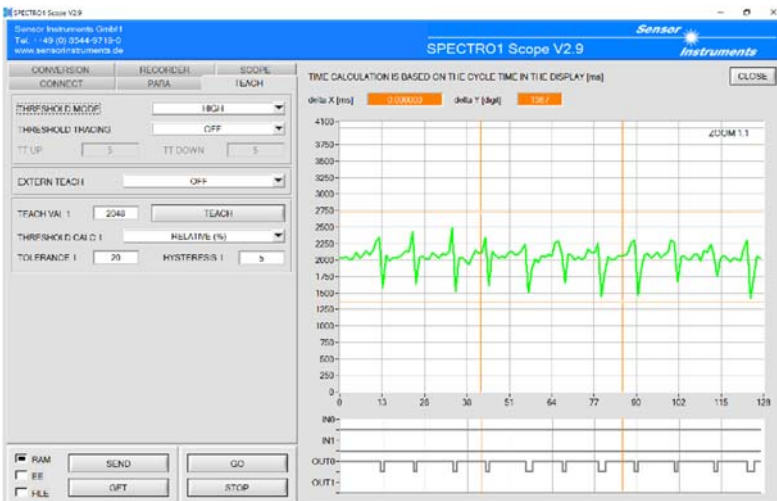 SPECTRO1 Scope V2.9
Sensor Instruments GmbH
Tel. ++49 (0) 8544-9719-0
www.sensorinstruments.de
SPECTRO1 Scope V2.9
Sensor
Instruments
CONVERSION RECORDER SCOPE
CONNECT PARA TEACH
THRESHOLD MODE HIGH
THRESHOLD TRACING OFF
TT UP 5 TT DOWN 5
EXTERN TEACH OFF
TEACH VAL 1 2048 TEACH
THRESHOLD CALC 1 RELATIVE (%)
TOLERANCE 1 20 HYSTERESIS 1 5
RAM
EE
FILE
SEND GO
GET STOP
TIME CALCULATION IS BASED ON THE CYCLE TIME IN THE DISPLAY [ms]
CLOSE
delta X [ms] 0.000000 delta Y [digit] 1367
ZOOM 1:1
4100
3750
3500
3250
3000
2750
2500
2250
2000
1750
1500
1250
1000
750
500
250
0
0 13 26 38 51 64 77 90 102 115 128
IN0
IN1
OUT0
OUT1